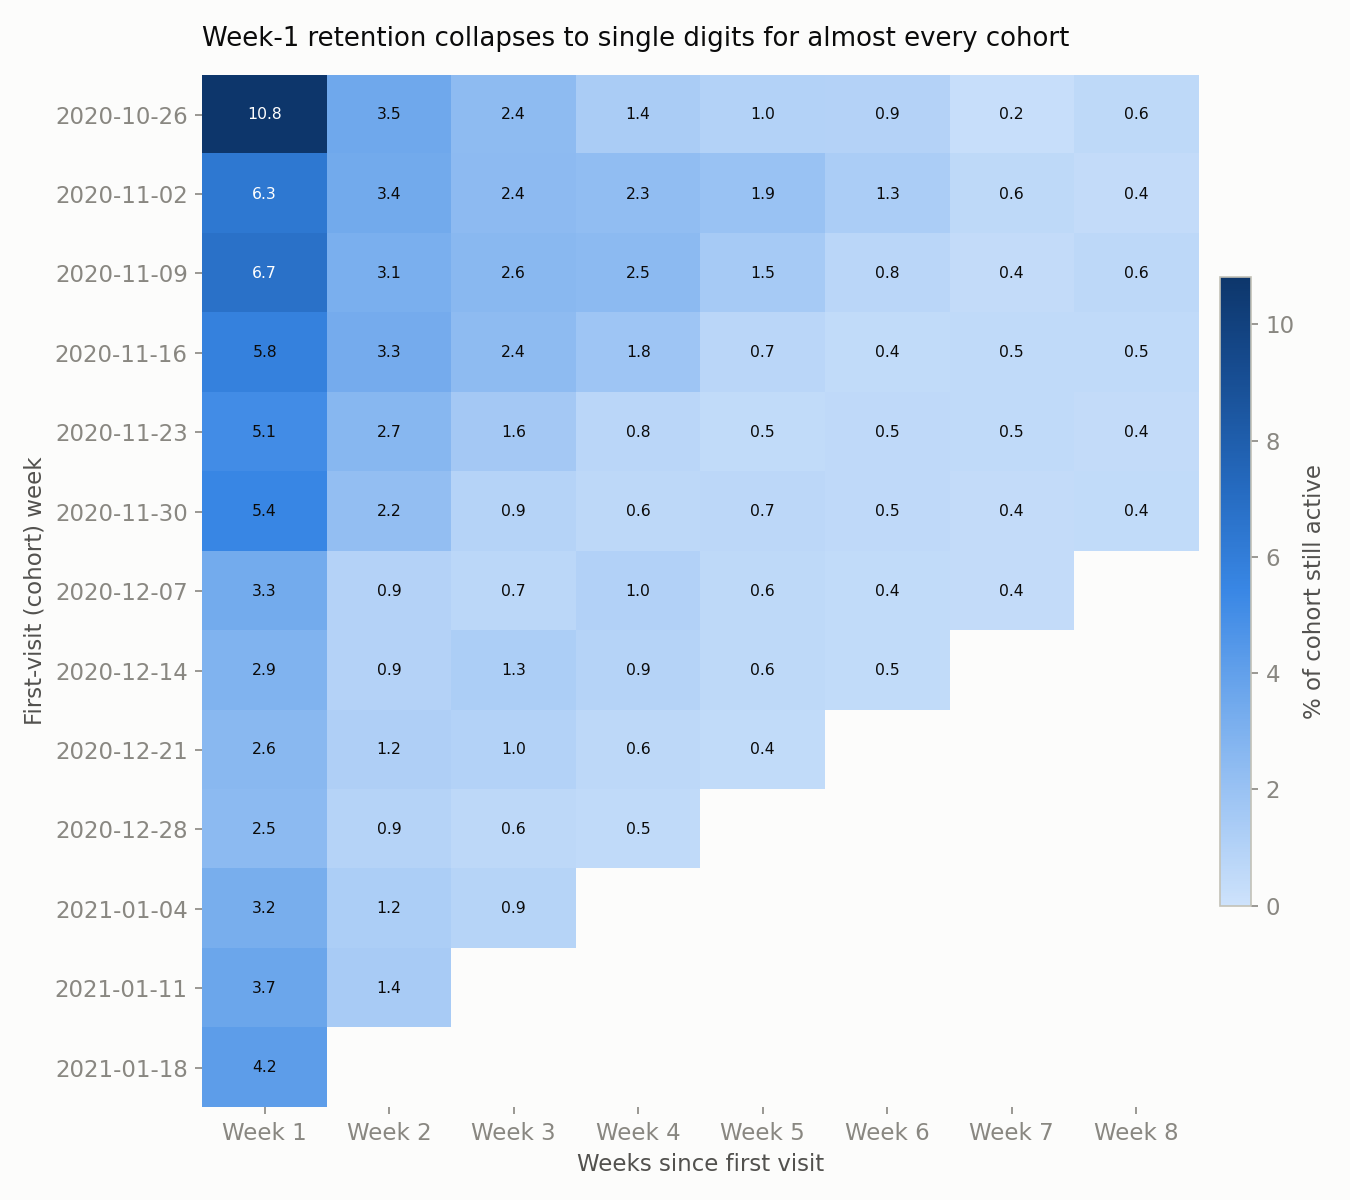 Week-1 retention collapses to single digits for almost every cohort
2020-10-26 10.8 3.5 2.4 1.4 1.0 0.9 0.2 0.6
2020-11-02 6.3 3.4 2.4 2.3 1.9 1.3 0.6 0.4
2020-11-09 6.7 3.1 2.6 2.5 1.5 0.8 0.4 0.6
2020-11-16 5.8 3.3 2.4 1.8 0.7 0.4 0.5 0.5
2020-11-23 5.1 2.7 1.6 0.8 0.5 0.5 0.5 0.4
2020-11-30 5.4 2.2 0.9 0.6 0.7 0.5 0.4 0.4
2020-12-07 3.3 0.9 0.7 1.0 0.6 0.4 0.4
2020-12-14 2.9 0.9 1.3 0.9 0.6 0.5
2020-12-21 2.6 1.2 1.0 0.6 0.4
2020-12-28 2.5 0.9 0.6 0.5
2021-01-04 3.2 1.2 0.9
2021-01-11 3.7 1.4
2021-01-18 4.2
Week 1 Week 2 Week 3 Week 4 Week 5 Week 6 Week 7 Week 8
Weeks since first visit
First-visit (cohort) week
10
8
6
4
2
0
% of cohort still active